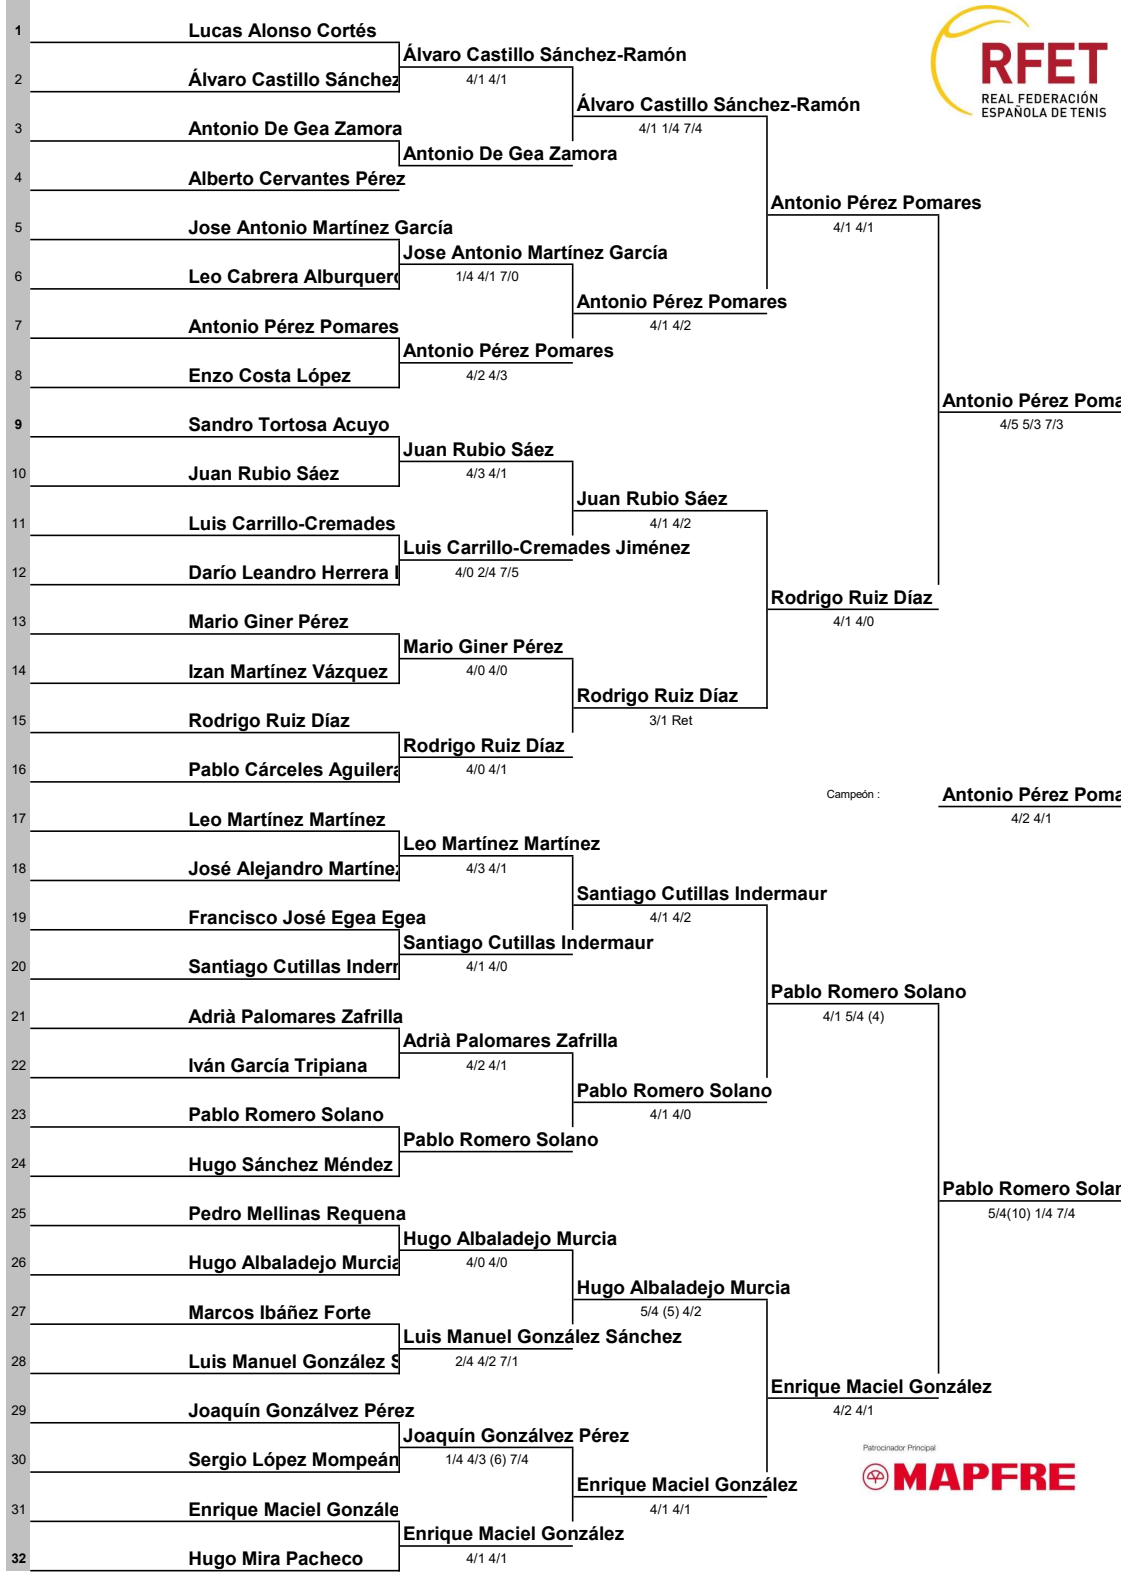 1 Lucas Alonso Cortés
Álvaro Castillo Sánchez-Ramón
2 Álvaro Castillo Sánchez 4/1 4/1
Álvaro Castillo Sánchez-Ramón
3 Antonio De Gea Zamora 4/1 1/4 7/4
Antonio De Gea Zamora
4 Alberto Cervantes Pérez
Antonio Pérez Pomares
5 Jose Antonio Martínez García 4/1 4/1
Jose Antonio Martínez García
6 Leo Cabrera Alburquerq 1/4 4/1 7/0
Antonio Pérez Pomares
7 Antonio Pérez Pomares 4/1 4/2
Antonio Pérez Pomares
8 Enzo Costa López 4/2 4/3
Antonio Pérez Poma
9 Sandro Tortosa Acuyo 4/5 5/3 7/3
Juan Rubio Sáez
10 Juan Rubio Sáez 4/3 4/1
Juan Rubio Sáez
11 Luis Carrillo-Cremades 4/1 4/2
Luis Carrillo-Cremades Jiménez
12 Darío Leandro Herrera 4/0 2/4 7/5
Rodrigo Ruiz Díaz
13 Mario Giner Pérez 4/1 4/0
Mario Giner Pérez
14 Izan Martínez Vázquez 4/0 4/0
Rodrigo Ruiz Díaz
15 Rodrigo Ruiz Díaz 3/1 Ret
Rodrigo Ruiz Díaz
16 Pablo Cárceles Aguilera 4/0 4/1
Campeón : Antonio Pérez Poma
17 Leo Martínez Martínez 4/2 4/1
Leo Martínez Martínez
18 José Alejandro Martínez 4/3 4/1
Santiago Cutillas Indermaur
19 Francisco José Egea Egea 4/1 4/2
Santiago Cutillas Indermaur
20 Santiago Cutillas Inderm 4/1 4/0
Pablo Romero Solano
21 Adrià Palomares Zafrilla 4/1 5/4 (4)
Adrià Palomares Zafrilla
22 Iván García Tripiana 4/2 4/1
Pablo Romero Solano
23 Pablo Romero Solano 4/1 4/0
Pablo Romero Solano
24 Hugo Sánchez Méndez
Pablo Romero Solan
25 Pedro Mellinas Requena 5/4(10) 1/4 7/4
Hugo Albaladejo Murcia
26 Hugo Albaladejo Murcia 4/0 4/0
Hugo Albaladejo Murcia
27 Marcos Ibáñez Forte 5/4 (5) 4/2
Luis Manuel González Sánchez
28 Luis Manuel González S 2/4 4/2 7/1
Enrique Maciel González
29 Joaquín Gonzálvez Pérez 4/2 4/1
Joaquín Gonzálvez Pérez
30 Sergio López Mompeán 1/4 4/3 (6) 7/4
Enrique Maciel González
31 Enrique Maciel Gonzále 4/1 4/1
Enrique Maciel González
32 Hugo Mira Pacheco 4/1 4/1
RFET
REAL FEDERACIÓN
ESPAÑOLA DE TENIS
Patrocinador Principal
MAPFRE